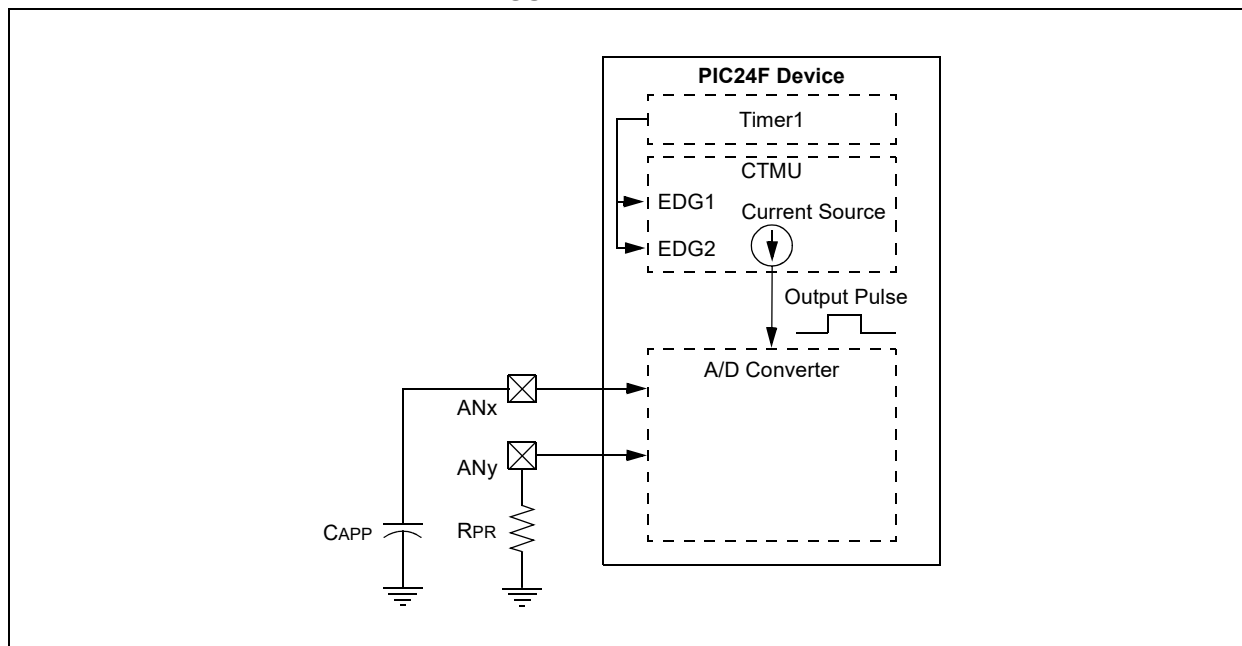 PIC24F Device
Timer1
CTMU
EDG1
Current Source
EDG2
Output Pulse
A/D Converter
ANx
ANy
CAPP
RPR